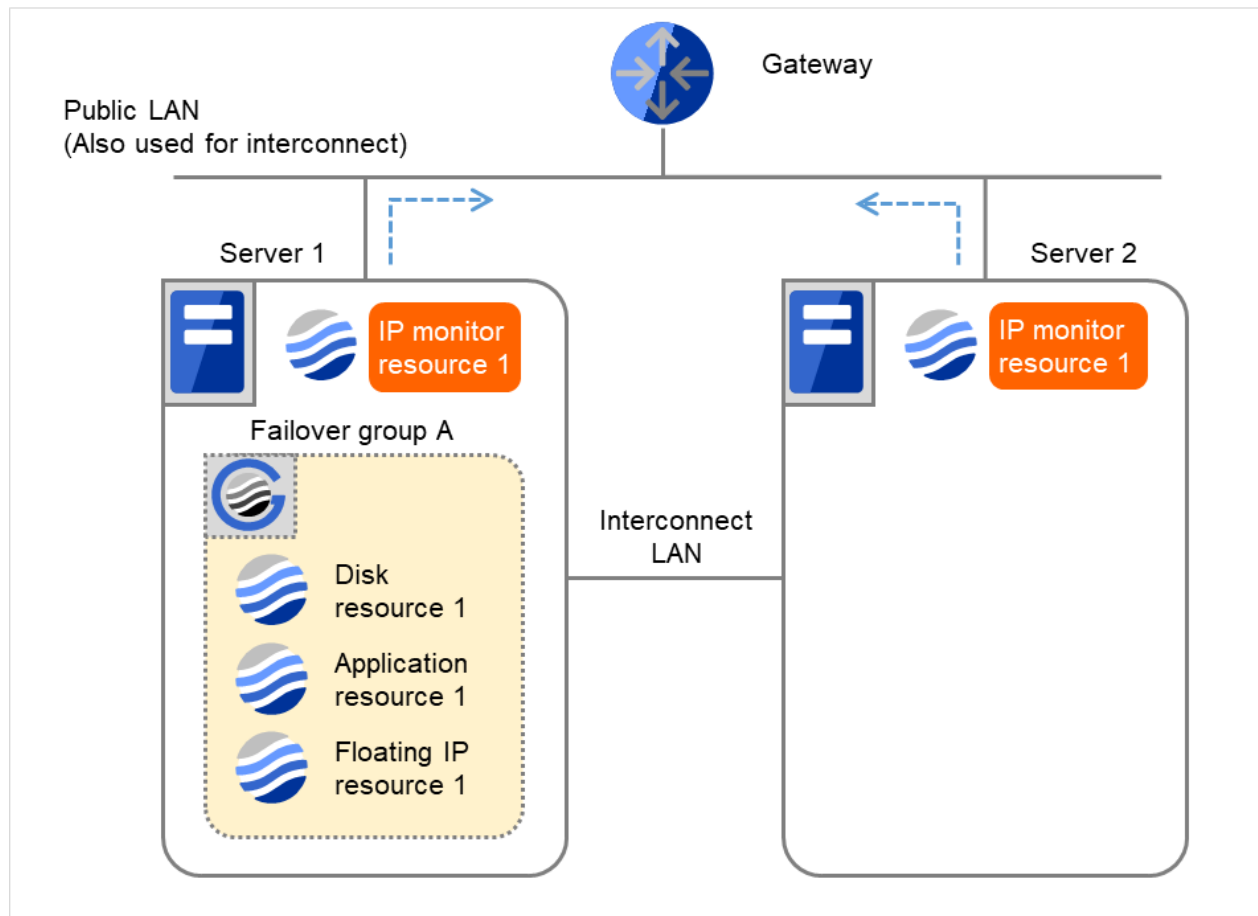 Gateway
Public LAN
(Also used for interconnect)
Server 1
Server 2
IP monitor
resource 1
IP monitor
resource 1
Failover group A
Interconnect
LAN
Disk
resource 1
Application
resource 1
Floating IP
resource 1